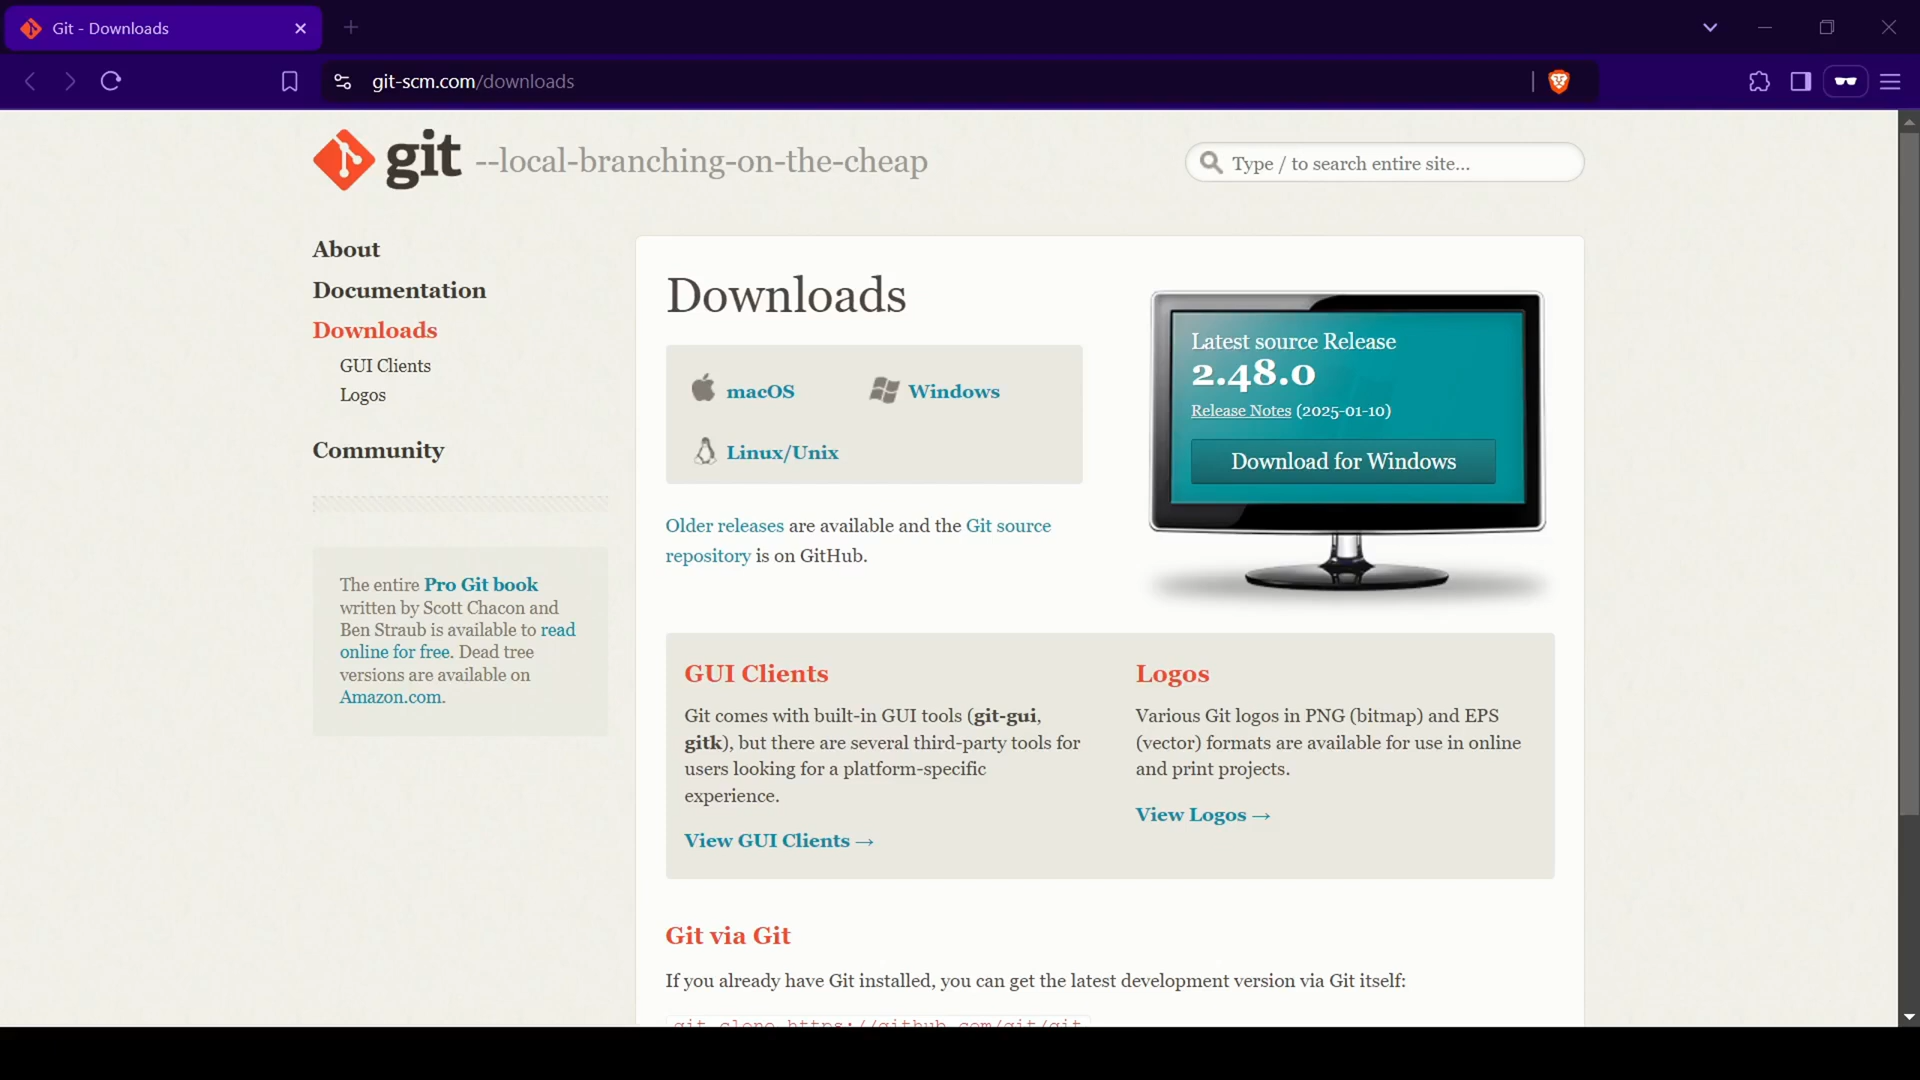 Git - Downloads
git-scm.com/downloads
git --local-branching-on-the-cheap
Type / to search entire site...
About
Documentation
Downloads
GUI Clients
Logos
Community
The entire Pro Git book
written by Scott Chacon and
Ben Straub is available to read
online for free. Dead tree
versions are available on
Amazon.com.
Downloads
macOS
Windows
Linux/Unix
Older releases are available and the Git source
repository is on GitHub.
Latest source Release
2.48.0
Release Notes (2025-01-10)
Download for Windows
GUI Clients
Git comes with built-in GUI tools (git-gui,
gitk), but there are several third-party tools for
users looking for a platform-specific
experience.
View GUI Clients →
Logos
Various Git logos in PNG (bitmap) and EPS
(vector) formats are available for use in online
and print projects.
View Logos →
Git via Git
If you already have Git installed, you can get the latest development version via Git itself:
git clone https://github.com/git/git